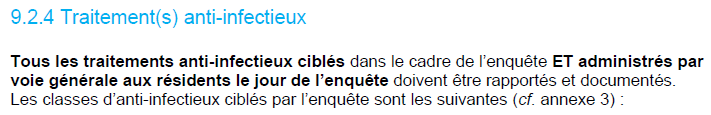 9.2.4 Traitement(s) anti-infectieux
Tous les traitements anti-infectieux ciblés dans le cadre de l'enquête ET administrés par
voie générale aux résidents le jour de l'enquête doivent être rapportés et documentés.
Les classes d'anti-infectieux ciblés par l'enquête sont les suivantes (cf. annexe 3) :